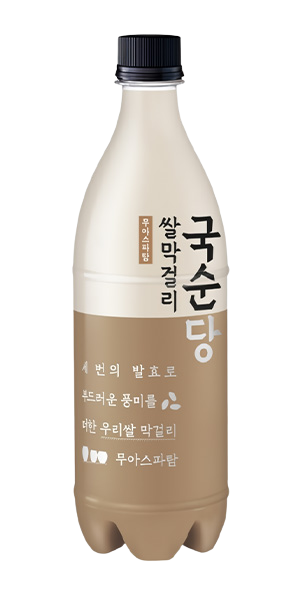 국순당
쌀막걸리
무아스파탐
세 번의 발효로
부드러운 풍미를
더한 우리쌀 막걸리
무아스파탐